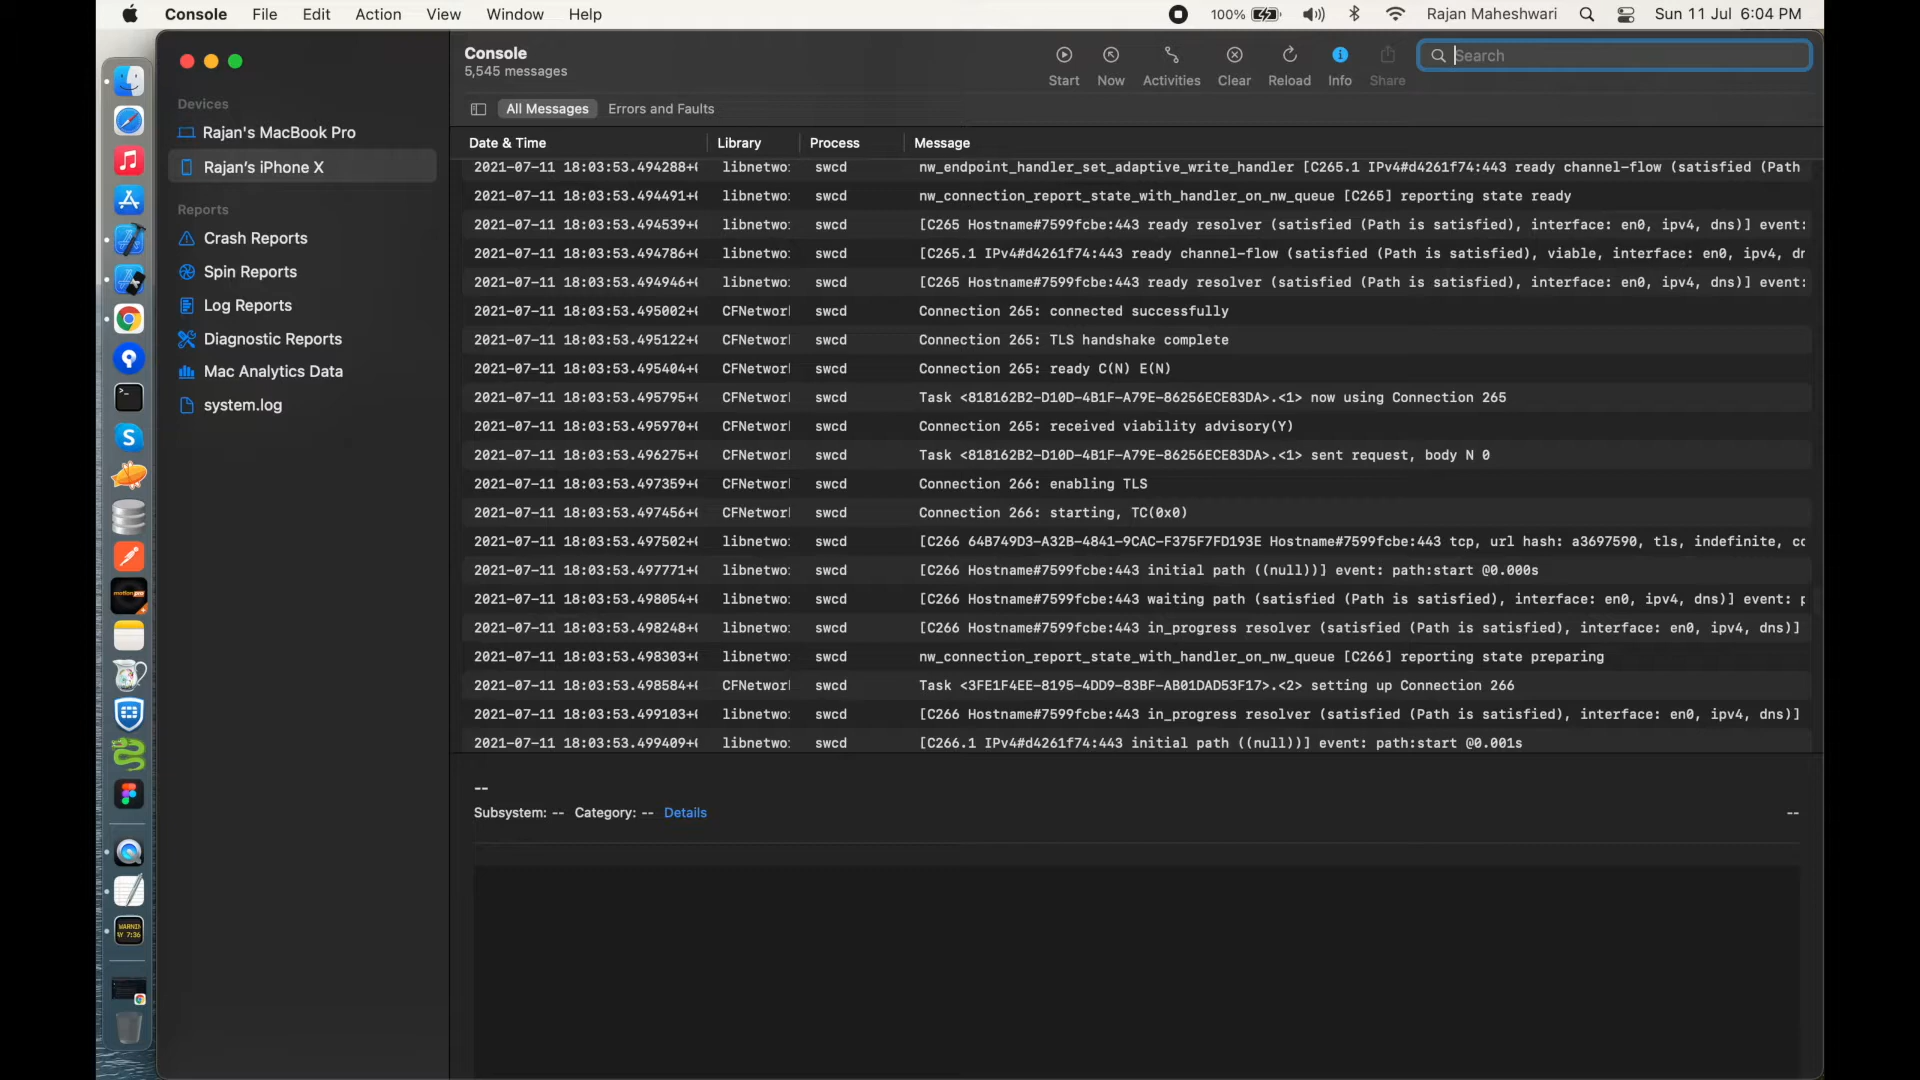 Console File Edit Action View Window Help 100% Rajan Maheshwari Sun 11 Jul 6:04 PM
Console
5,545 messages
Start Now Activities Clear Reload Info Share Search
All Messages Errors and Faults
Devices
Rajan's MacBook Pro
Rajan's iPhone X
Reports
Crash Reports
Spin Reports
Log Reports
Diagnostic Reports
Mac Analytics Data
system.log
Date & Time Library Process Message
2021-07-11 18:03:53.494288+( libnetwo: swcd nw_endpoint_handler_set_adaptive_write_handler [C265.1 IPv4#d4261f74:443 ready channel-flow (satisfied (Path
2021-07-11 18:03:53.494491+( libnetwo: swcd nw_connection_report_state_with_handler_on_nw_queue [C265] reporting state ready
2021-07-11 18:03:53.494539+( libnetwo: swcd [C265 Hostname#7599fcbe:443 ready resolver (satisfied (Path is satisfied), interface: en0, ipv4, dns)] event:
2021-07-11 18:03:53.494786+( libnetwo: swcd [C265.1 IPv4#d4261f74:443 ready channel-flow (satisfied (Path is satisfied), viable, interface: en0, ipv4, dr
2021-07-11 18:03:53.494946+( libnetwo: swcd [C265 Hostname#7599fcbe:443 ready resolver (satisfied (Path is satisfied), interface: en0, ipv4, dns)] event:
2021-07-11 18:03:53.495002+( CFNetworl swcd Connection 265: connected successfully
2021-07-11 18:03:53.495122+( CFNetworl swcd Connection 265: TLS handshake complete
2021-07-11 18:03:53.495404+( CFNetworl swcd Connection 265: ready C(N) E(N)
2021-07-11 18:03:53.495795+( CFNetworl swcd Task <818162B2-D10D-4B1F-A79E-86256ECE83DA>.<1> now using Connection 265
2021-07-11 18:03:53.495970+( CFNetworl swcd Connection 265: received viability advisory(Y)
2021-07-11 18:03:53.496275+( CFNetworl swcd Task <818162B2-D10D-4B1F-A79E-86256ECE83DA>.<1> sent request, body N 0
2021-07-11 18:03:53.497359+( CFNetworl swcd Connection 266: enabling TLS
2021-07-11 18:03:53.497456+( CFNetworl swcd Connection 266: starting, TC(0x0)
2021-07-11 18:03:53.497502+( libnetwo: swcd [C266 64B749D3-A32B-4841-9CAC-F375F7FD193E Hostname#7599fcbe:443 tcp, url hash: a3697590, tls, indefinite, cc
2021-07-11 18:03:53.497771+( libnetwo: swcd [C266 Hostname#7599fcbe:443 initial path ((null))] event: path:start @0.000s
2021-07-11 18:03:53.498054+( libnetwo: swcd [C266 Hostname#7599fcbe:443 waiting path (satisfied (Path is satisfied), interface: en0, ipv4, dns)] event: p
2021-07-11 18:03:53.498248+( libnetwo: swcd [C266 Hostname#7599fcbe:443 in_progress resolver (satisfied (Path is satisfied), interface: en0, ipv4, dns)]
2021-07-11 18:03:53.498303+( libnetwo: swcd nw_connection_report_state_with_handler_on_nw_queue [C266] reporting state preparing
2021-07-11 18:03:53.498584+( CFNetworl swcd Task <3FE1F4EE-8195-4DD9-83BF-AB01DAD53F17>.<2> setting up Connection 266
2021-07-11 18:03:53.499103+( libnetwo: swcd [C266 Hostname#7599fcbe:443 in_progress resolver (satisfied (Path is satisfied), interface: en0, ipv4, dns)]
2021-07-11 18:03:53.499409+( libnetwo: swcd [C266.1 IPv4#d4261f74:443 initial path ((null))] event: path:start @0.001s
--
Subsystem: -- Category: -- Details --